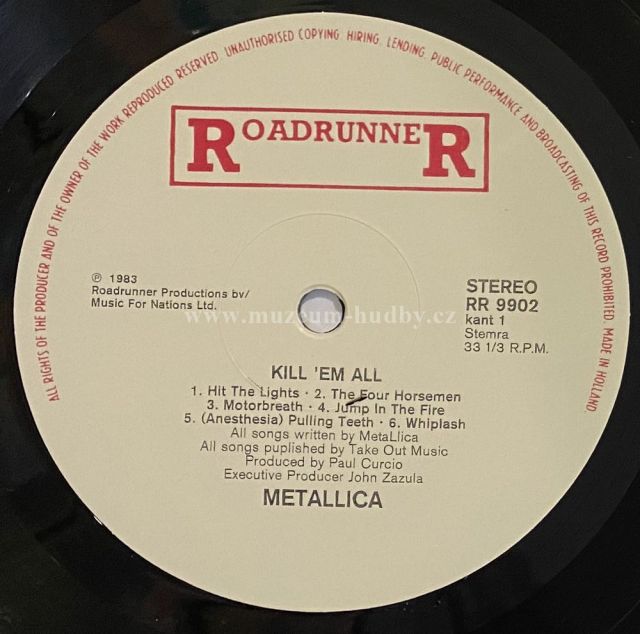 ALL RIGHTS OF THE PRODUCER AND OF THE OWNER OF THE WORK REPRODUCED RESERVED. UNAUTHORISED COPYING, HIRING, LENDING, PUBLIC PERFORMANCE AND BROADCASTING OF THIS RECORD PROHIBITED. MADE IN HOLLAND.
ROADRUNNER
℗ 1983
Roadrunner Productions bv/
Music For Nations Ltd.
STEREO
RR 9902
kant 1
Stemra
33 1/3 R.P.M.
www.muzeum-hudby.cz
KILL 'EM ALL
1. Hit The Lights · 2. The Four Horsemen
3. Motorbreath · 4. Jump In The Fire
5. (Anesthesia) Pulling Teeth · 6. Whiplash
All songs written by MetaLlica
All songs puplished by Take Out Music
Produced by Paul Curcio
Executive Producer John Zazula
METALLICA